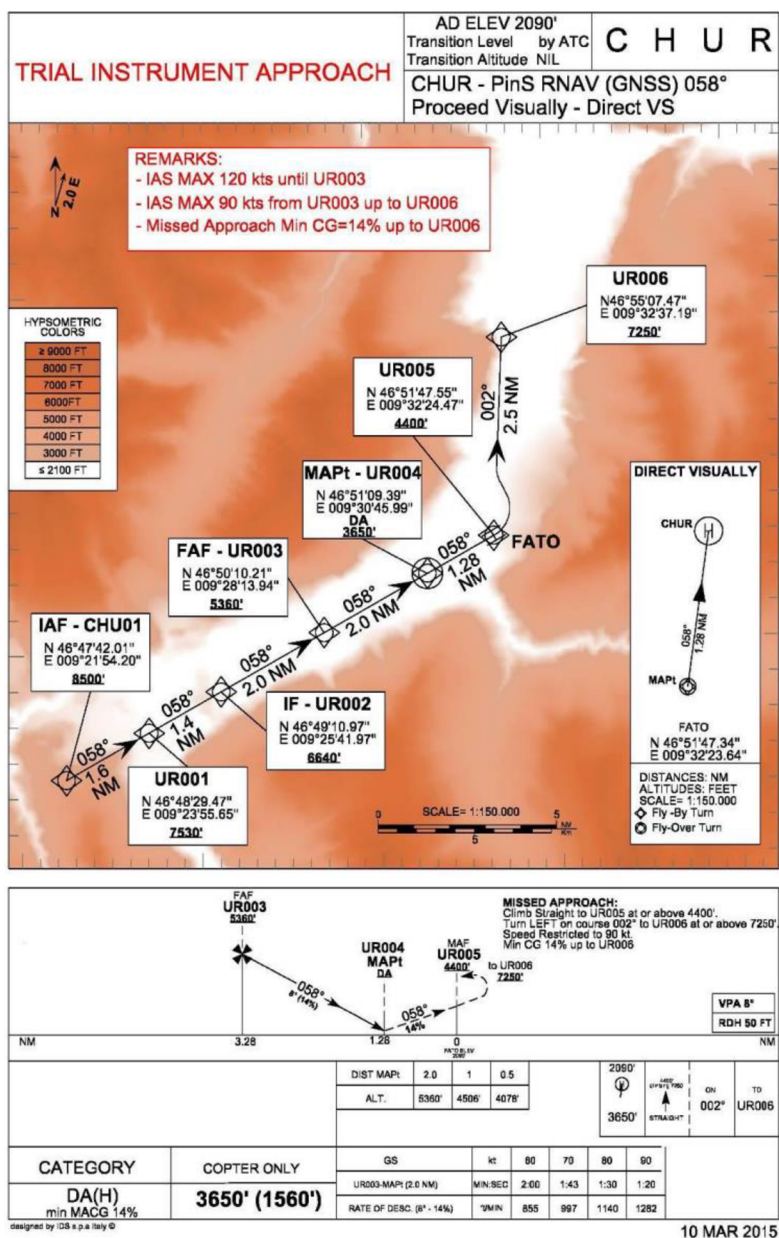 TRIAL INSTRUMENT APPROACH
AD ELEV 2090'
Transition Level by ATC
Transition Altitude NIL
C H U R
CHUR - PinS RNAV (GNSS) 058°
Proceed Visually - Direct VS
REMARKS:
- IAS MAX 120 kts until UR003
- IAS MAX 90 kts from UR003 up to UR006
- Missed Approach Min CG=14% up to UR006
N
2.0 E
HYPSOMETRIC
COLORS
≥ 9000 FT
8000 FT
7000 FT
6000FT
5000 FT
4000 FT
3000 FT
≤ 2100 FT
UR006
N46°55'07.47"
E 009°32'37.19"
7250'
UR005
N 46°51'47.55"
E 009°32'24.47"
4400'
002°
2.5 NM
MAPt - UR004
N 46°51'09.39"
E 009°30'45.99"
DA
3650'
FATO
058°
1.28
NM
FAF - UR003
N 46°50'10.21"
E 009°28'13.94"
5360'
058°
2.0 NM
IAF - CHU01
N 46°47'42.01"
E 009°21'54.20"
8500'
058°
2.0 NM
IF - UR002
N 46°49'10.97"
E 009°25'41.97"
6640'
058°
1.4
NM
058°
1.6
NM
UR001
N 46°48'29.47"
E 009°23'55.65"
7530'
DIRECT VISUALLY
CHUR
H
058°
1.28 NM
MAPt
FATO
N 46°51'47.34"
E 009°32'23.64"
DISTANCES: NM
ALTITUDES: FEET
SCALE= 1:150.000
Fly -By Turn
Fly-Over Turn
SCALE= 1:150.000
0 5
NM
Km
5
FAF
UR003
5360'
058°
8° (14%)
UR004
MAPt
DA
058°
14%
MAF
UR005
4400'
to UR006
7250'
MISSED APPROACH:
Climb Straight to UR005 at or above 4400'.
Turn LEFT on course 002° to UR006 at or above 7250'.
Speed Restricted to 90 kt.
Min CG 14% up to UR006
VPA 8°
RDH 50 FT
NM 3.28 1.28 0 NM
FATO ELEV
2090'
DIST MAPt 2.0 1 0.5
ALT. 5360' 4506' 4078'
2090'
3650'
4400'
STRAIGHT
ON
002°
TO
UR006
CATEGORY
COPTER ONLY
DA(H)
min MACG 14%
3650' (1560')
GS kt 60 70 80 90
UR003-MAPt (2.0 NM) MIN:SEC 2:00 1:43 1:30 1:20
RATE OF DESC. (8° - 14%) '/MIN 855 997 1140 1282
designed by IDS s.p.a Italy ©
10 MAR 2015